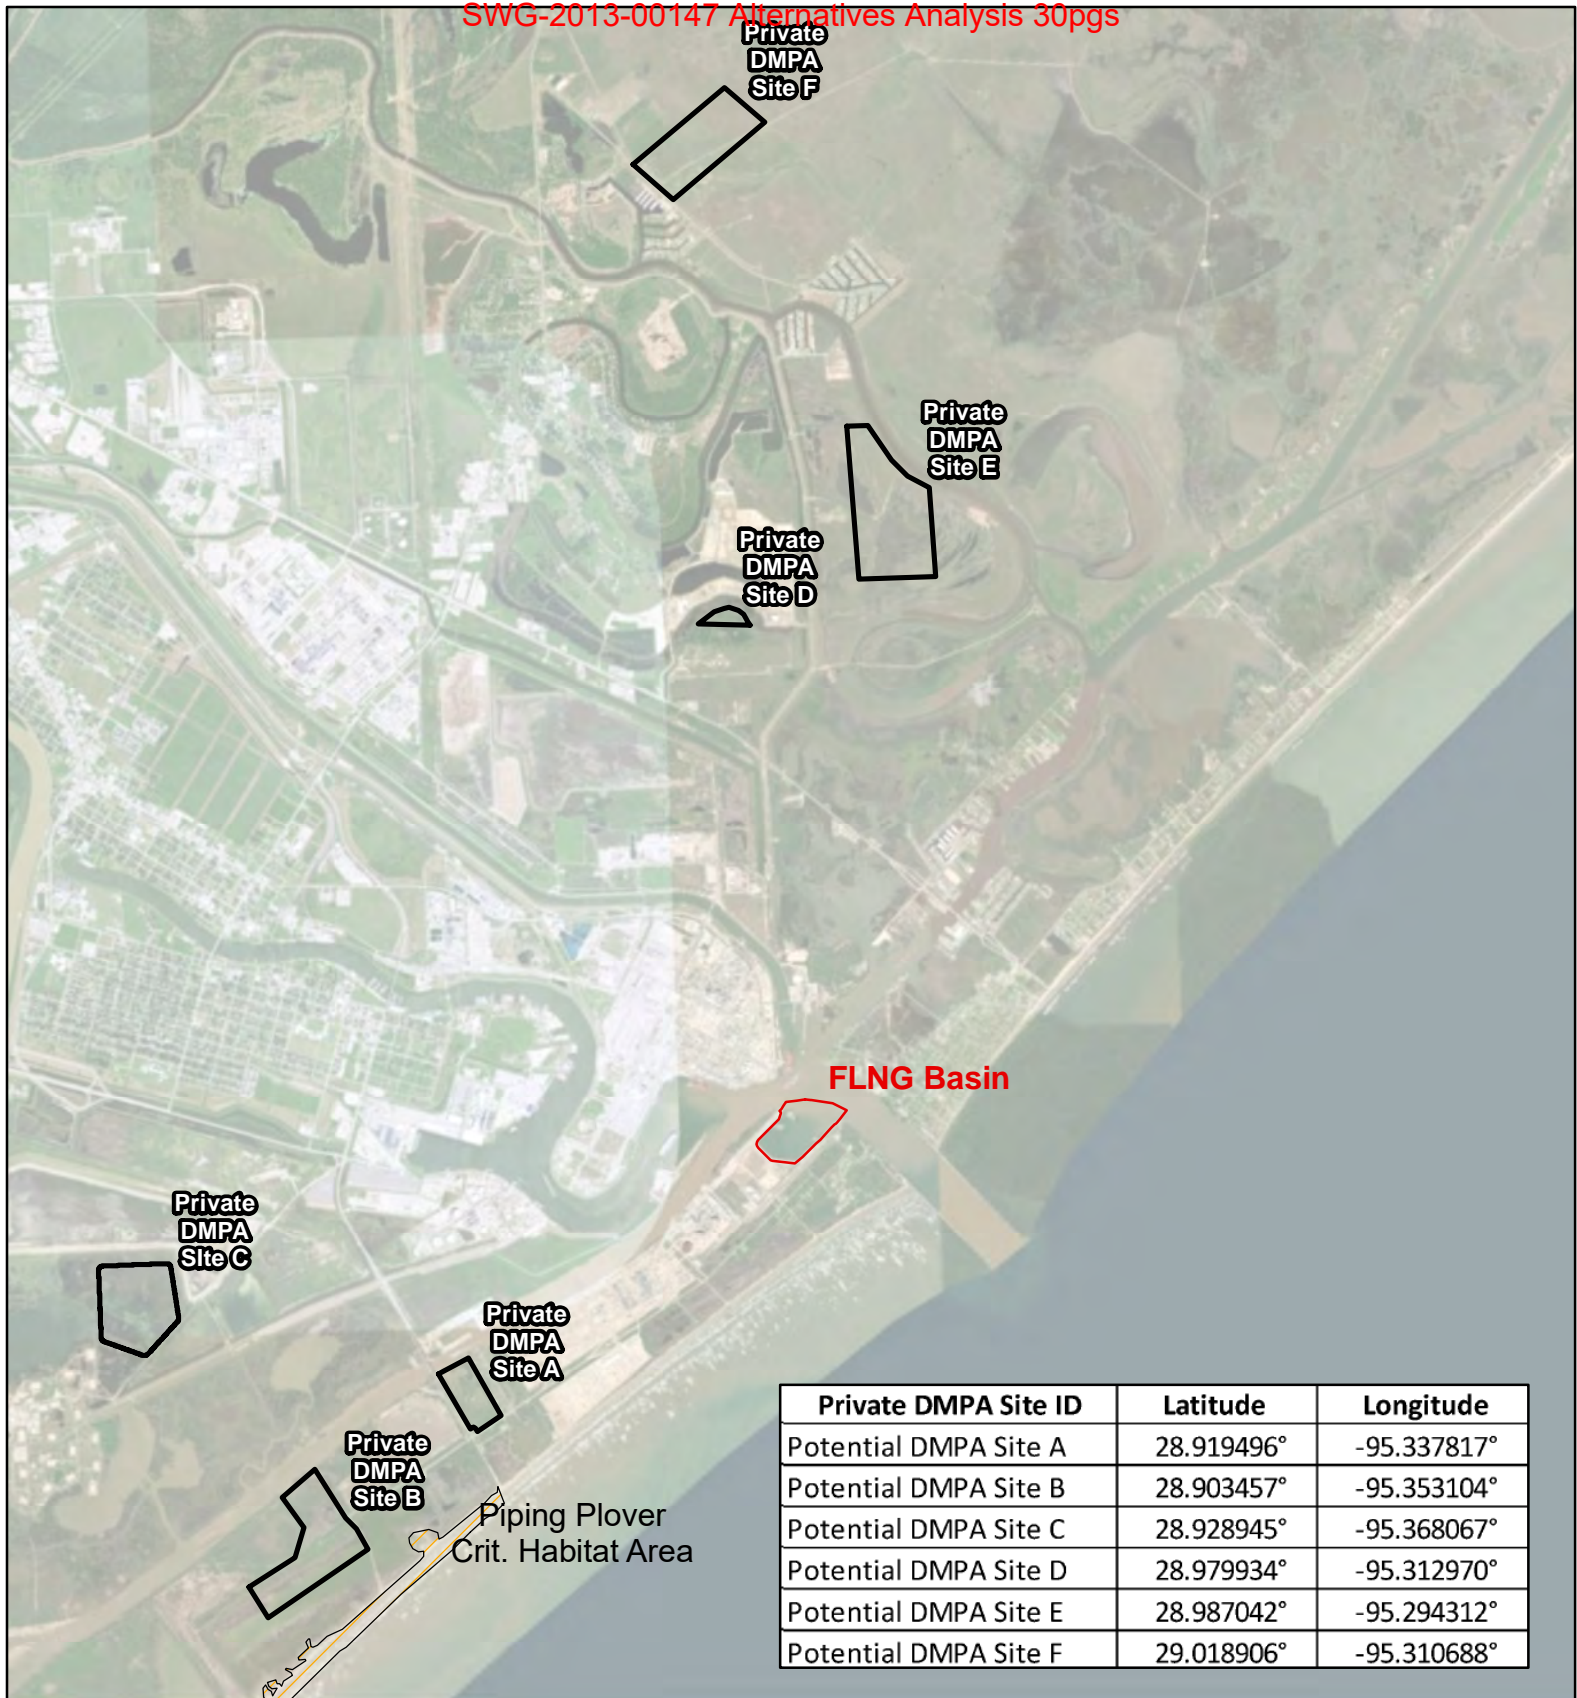 SWG-2013-00147 Alternatives Analysis 30pgs
Private
DMPA
Site F
Private
DMPA
Site E
Private
DMPA
Site D
FLNG Basin
Private
DMPA
SIte C
Private
DMPA
Site A
Private
DMPA
Site B
Piping Plover
Crit. Habitat Area
Private DMPA Site ID Latitude Longitude
Potential DMPA Site A 28.919496° -95.337817°
Potential DMPA Site B 28.903457° -95.353104°
Potential DMPA Site C 28.928945° -95.368067°
Potential DMPA Site D 28.979934° -95.312970°
Potential DMPA Site E 28.987042° -95.294312°
Potential DMPA Site F 29.018906° -95.310688°